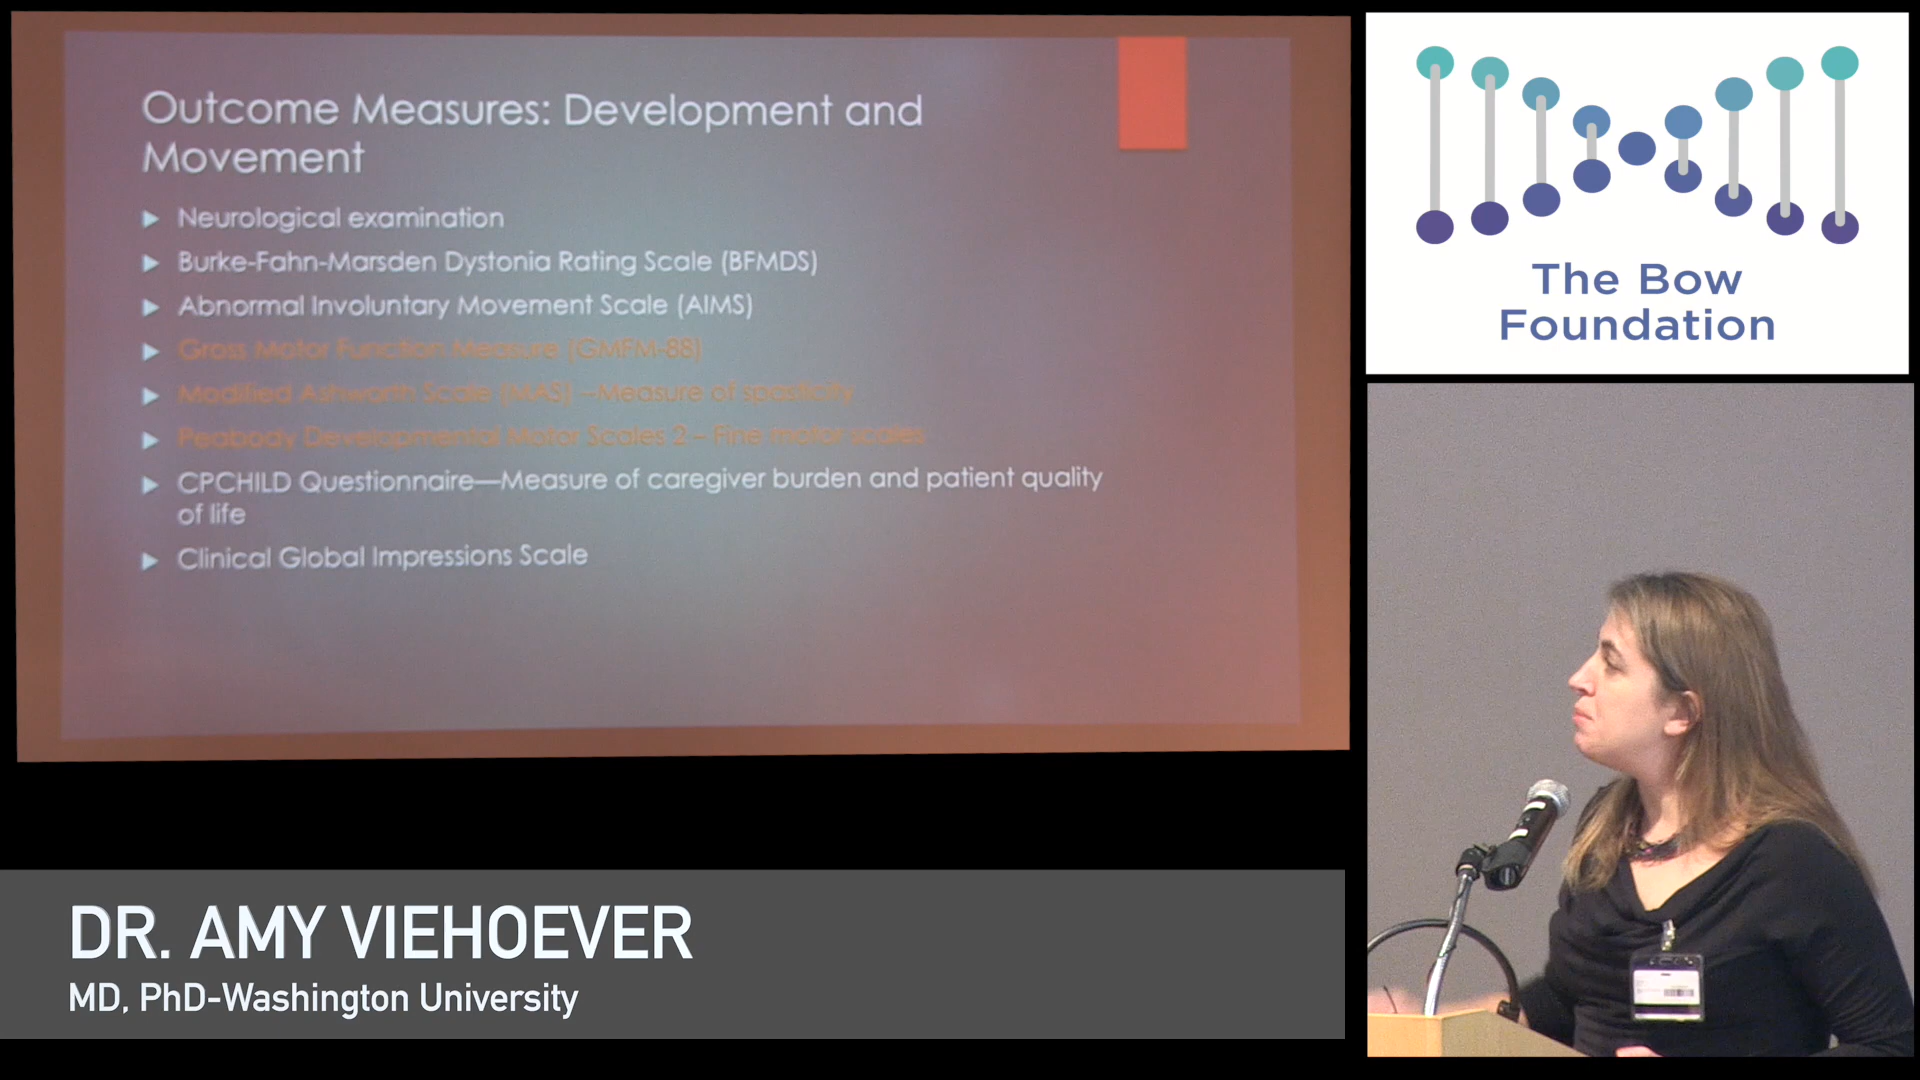 Outcome Measures: Development and
Movement
Neurological examination
Burke-Fahn-Marsden Dystonia Rating Scale (BFMDS)
Abnormal Involuntary Movement Scale (AIMS)
Gross Motor Function Measure (GMFM-88)
Modified Ashworth Scale (MAS) –Measure of spasticity
Peabody Developmental Motor Scales 2 – Fine motor scales
CPCHILD Questionnaire—Measure of caregiver burden and patient quality
of life
Clinical Global Impressions Scale
The Bow
Foundation
DR. AMY VIEHOEVER
MD, PhD-Washington University